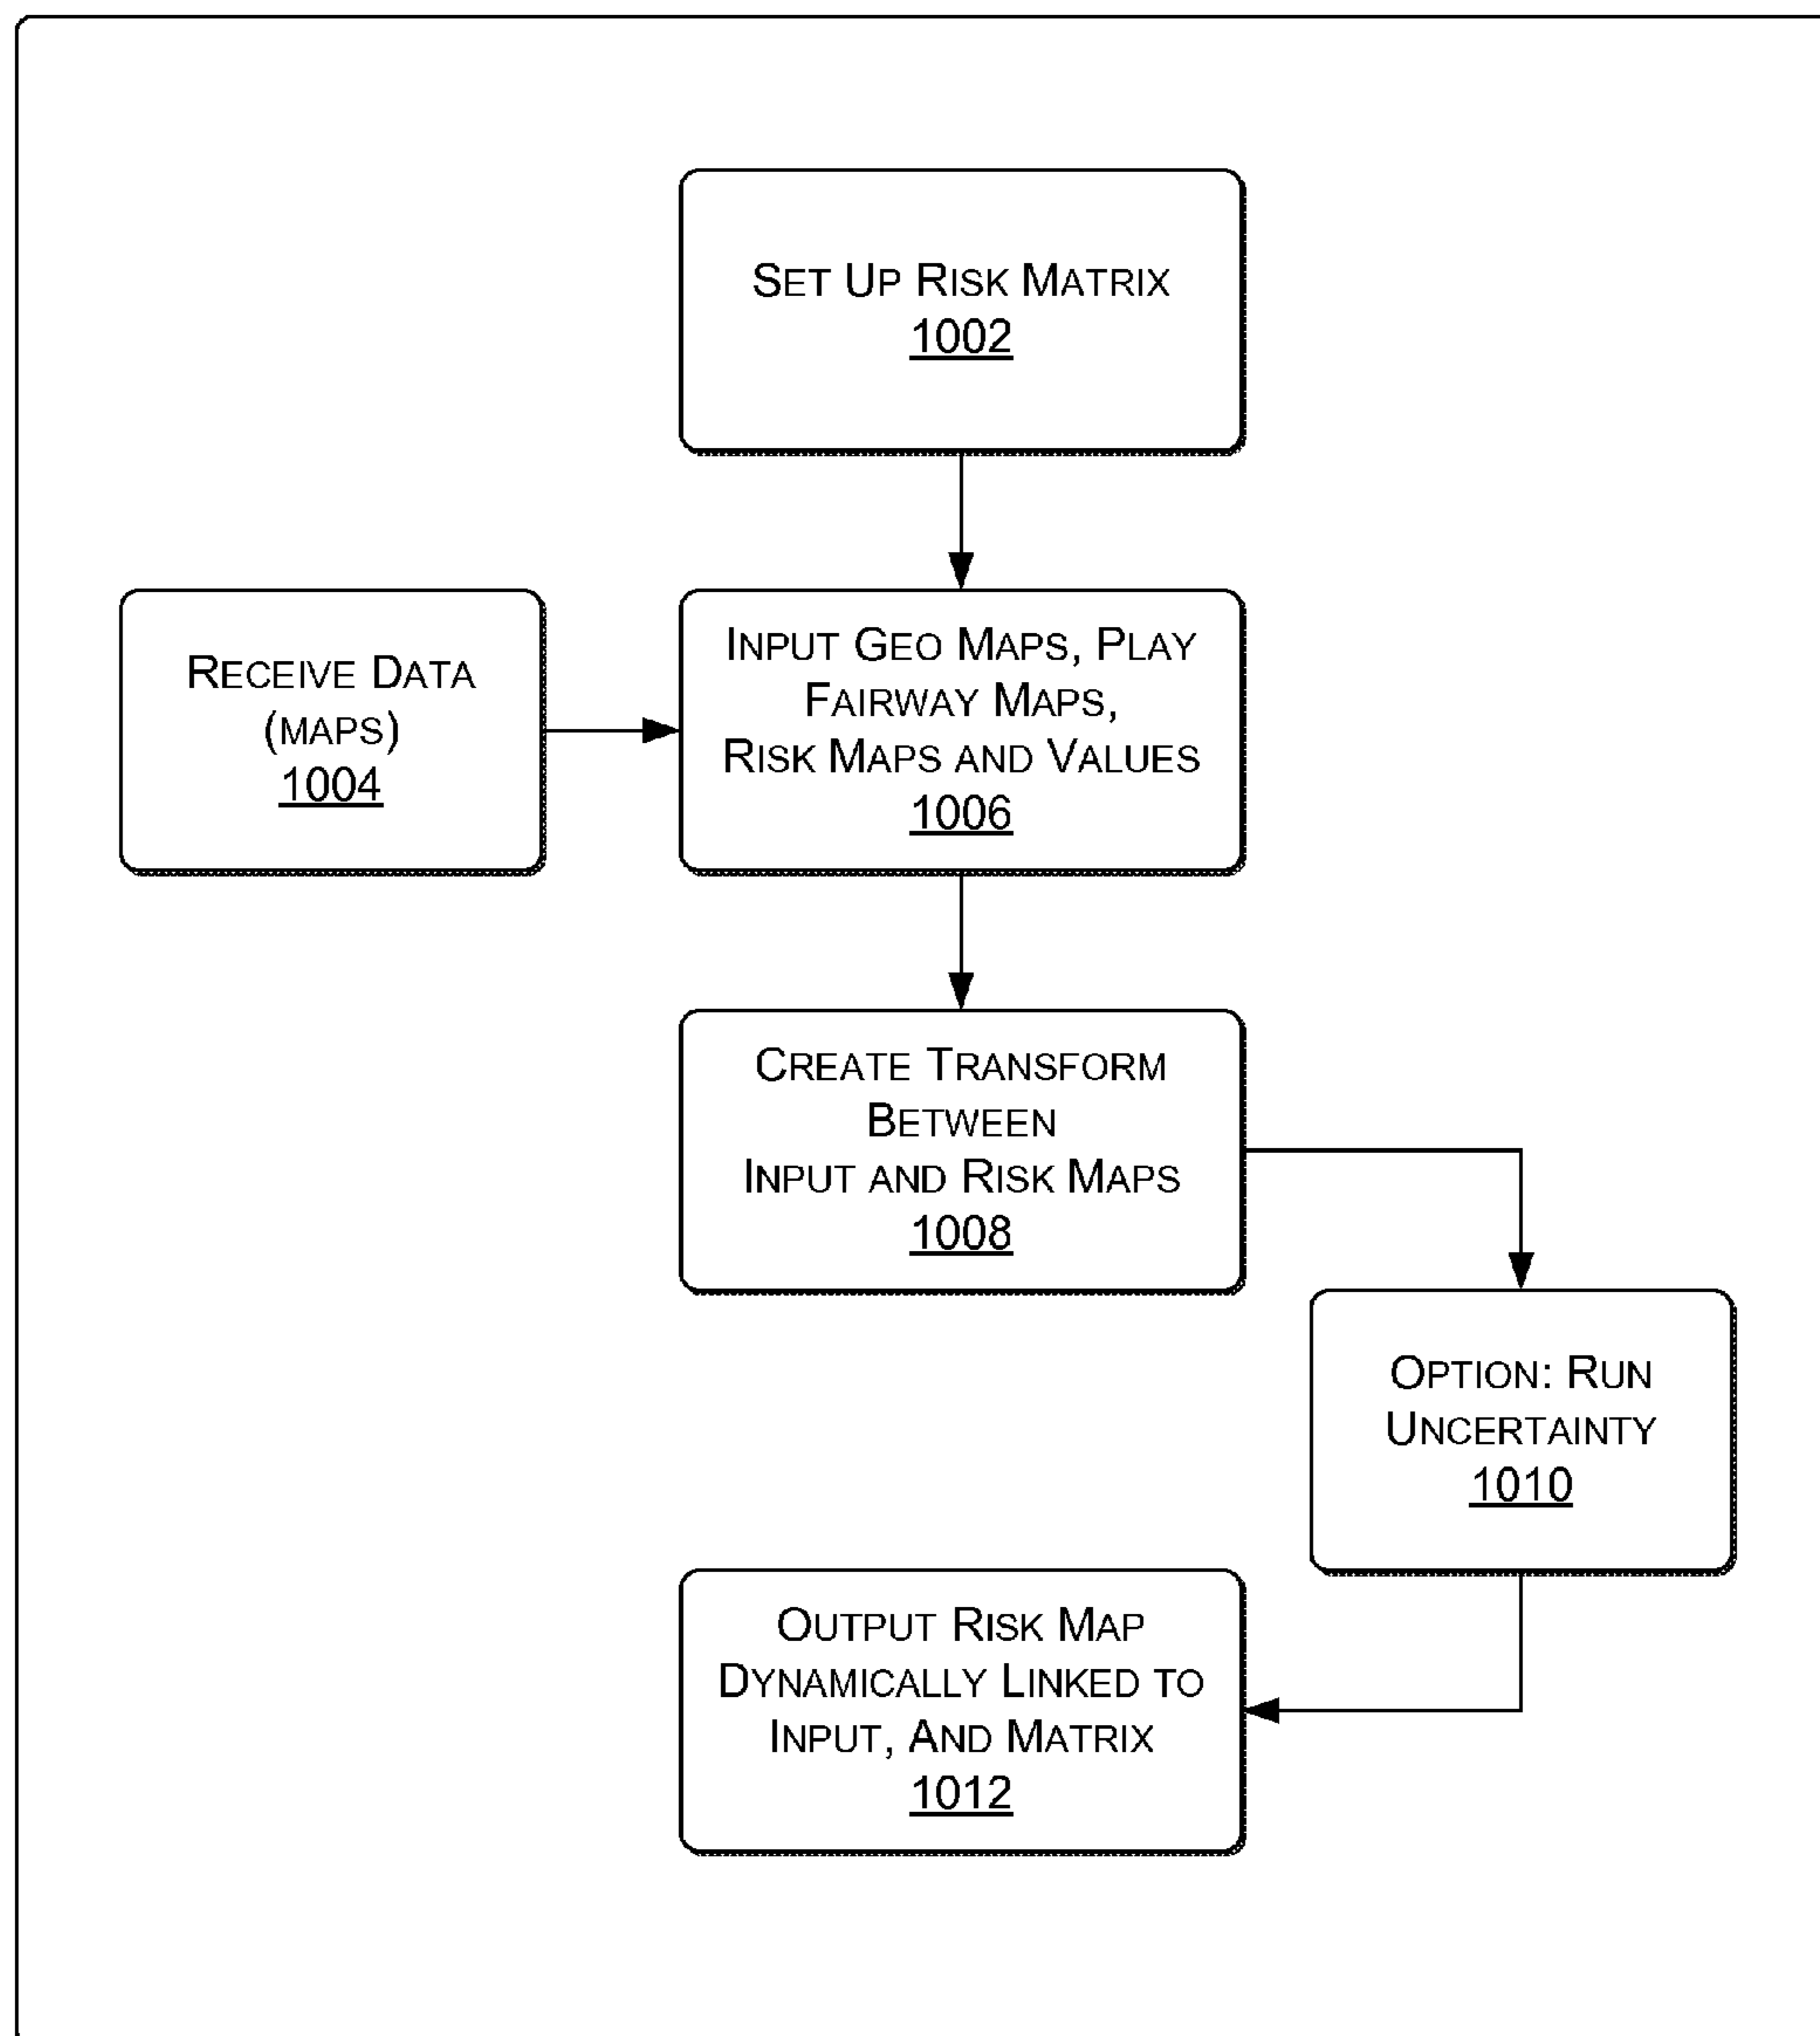 Set Up Risk Matrix
1002
Receive Data
(maps)
1004
Input Geo Maps, Play
Fairway Maps,
Risk Maps and Values
1006
Create Transform
Between
Input and Risk Maps
1008
Option: Run
Uncertainty
1010
Output Risk Map
Dynamically Linked to
Input, And Matrix
1012